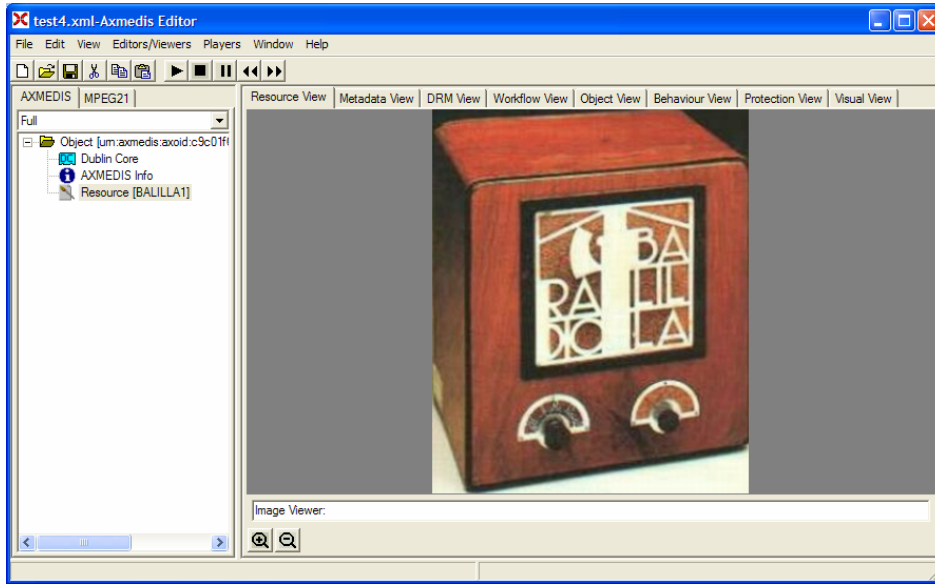 test4.xml-Axmedis Editor
File Edit View Editors/Viewers Players Window Help
AXMEDIS MPEG21
Full
Object [urn:axmedis:axoid:c9c01f
Dublin Core
AXMEDIS Info
Resource [BALILLA1]
Resource View Metadata View DRM View Workflow View Object View Behaviour View Protection View Visual View
BA
RA LIL
DIO LA
Image Viewer: